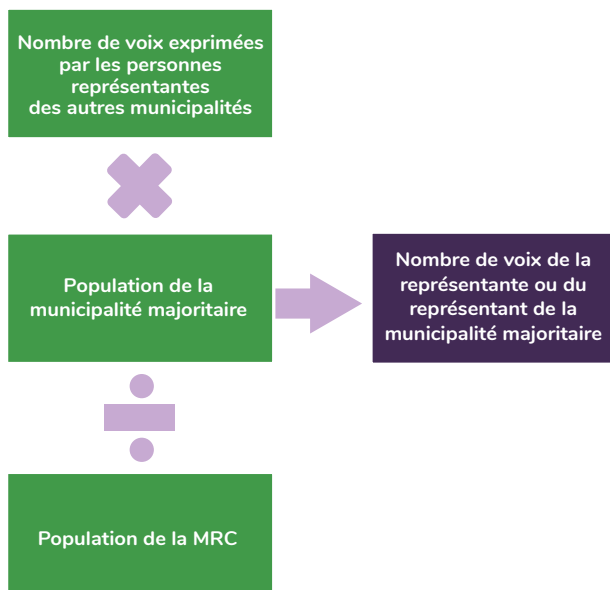 Nombre de voix exprimées
par les personnes
représentantes
des autres municipalités
Population de la
municipalité majoritaire
Nombre de voix de la
représentante ou du
représentant de la
municipalité majoritaire
Population de la MRC